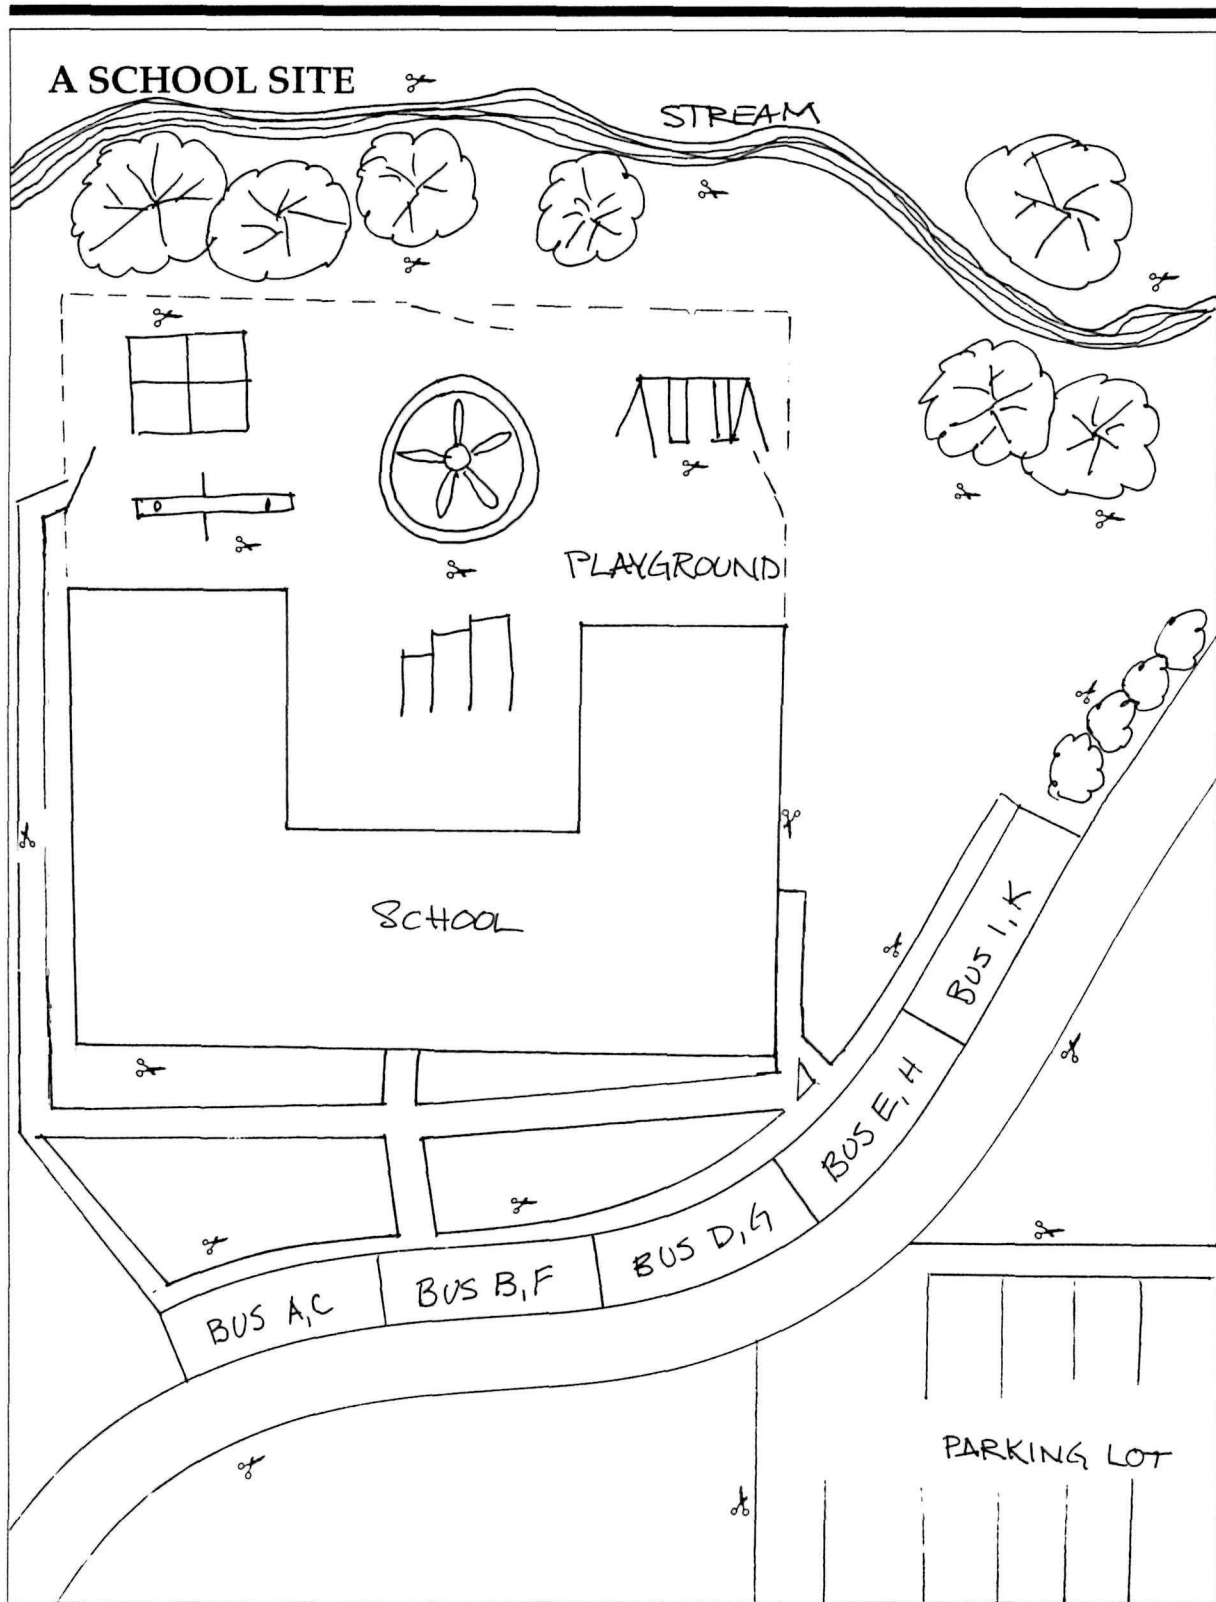 A SCHOOL SITE
STREAM
PLAYGROUND
SCHOOL
BUS I, K
BUS E, H
BUS D, G
BUS B, F
BUS A, C
PARKING LOT